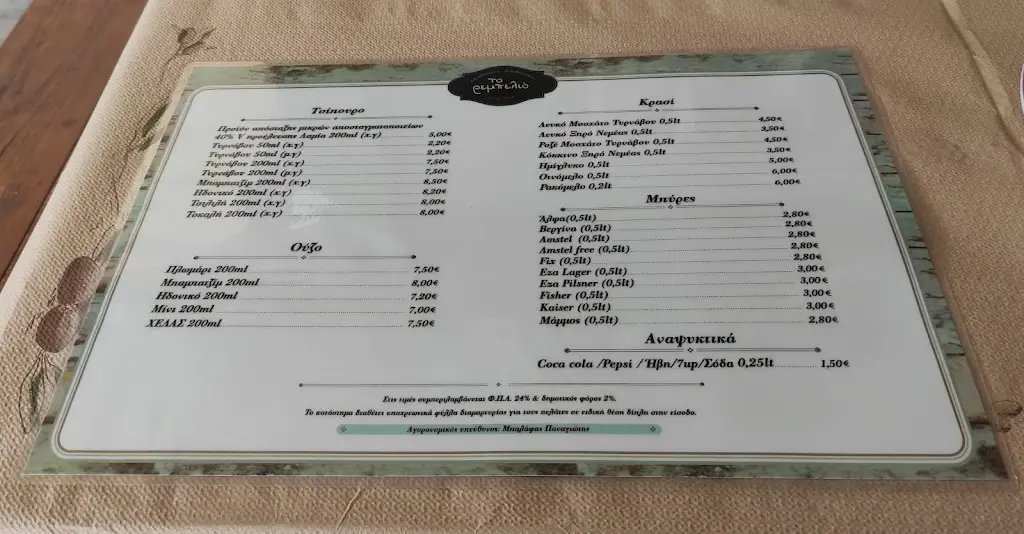 το
ρεμπελιό
Τσίπουρο
Προϊόν απόσταξης μικρών αποσταγματοποιείων
40% V προέλευσης Λαμία 200ml (χ.γ) 5,00€
Τυρνάβου 50ml (χ.γ) 2,20€
Τυρνάβου 50ml (μ.γ) 2,20€
Τυρνάβου 200ml (χ.γ) 7,50€
Τυρνάβου 200ml (μ.γ) 7,50€
Μπαμπατζίμ 200ml (χ.γ) 8,50€
Ηδονικό 200ml (χ.γ) 8,20€
Τσιλιλή 200ml (χ.γ) 8,00€
Τοκαλή 200ml (χ.γ) 8,00€
Ούζο
Πλωμάρι 200ml 7,50€
Μπαμπατζίμ 200ml 8,00€
Ηδονικό 200ml 7,20€
Μίνι 200ml 7,00€
ΧΕΛΑΣ 200ml 7,50€
Κρασί
Λευκό Μοσχάτο Τυρνάβου 0,5lt 4,50€
Λευκό Ξηρό Νεμέας 0,5lt 3,50€
Ροζέ Μοσχάτο Τυρνάβου 0,5lt 4,50€
Κόκκινο Ξηρό Νεμέας 0,5lt 3,50€
Ημίγλυκο 0,5lt 5,00€
Οινόμελο 0,5lt 6,00€
Ρακόμελο 0,2lt 6,00€
Μπύρες
Άλφα(0,5lt) 2,80€
Βεργίνα (0,5lt) 2,80€
Amstel (0,5lt) 2,80€
Amstel free (0,5lt) 2,80€
Fix (0,5lt) 2,80€
Eza Lager (0,5lt) 3,00€
Eza Pilsner (0,5lt) 3,00€
Fisher (0,5lt) 3,00€
Kaiser (0,5lt) 3,00€
Μάμμος (0,5lt) 2,80€
Αναψυκτικά
Coca cola /Pepsi / Ήβη/7up/Σόδα 0,25lt 1,50€
Στις τιμές συμπεριλαμβάνεται Φ.Π.Α. 24% & δημοτικός φόρος 2%.
Το κατάστημα διαθέτει υποχρεωτικά φύλλα διαμαρτυρίας για τους πελάτες σε ειδική θέση δίπλα στην είσοδο.
Αγορανομικός υπεύθυνος: Μπαλάφας Παναγιώτης